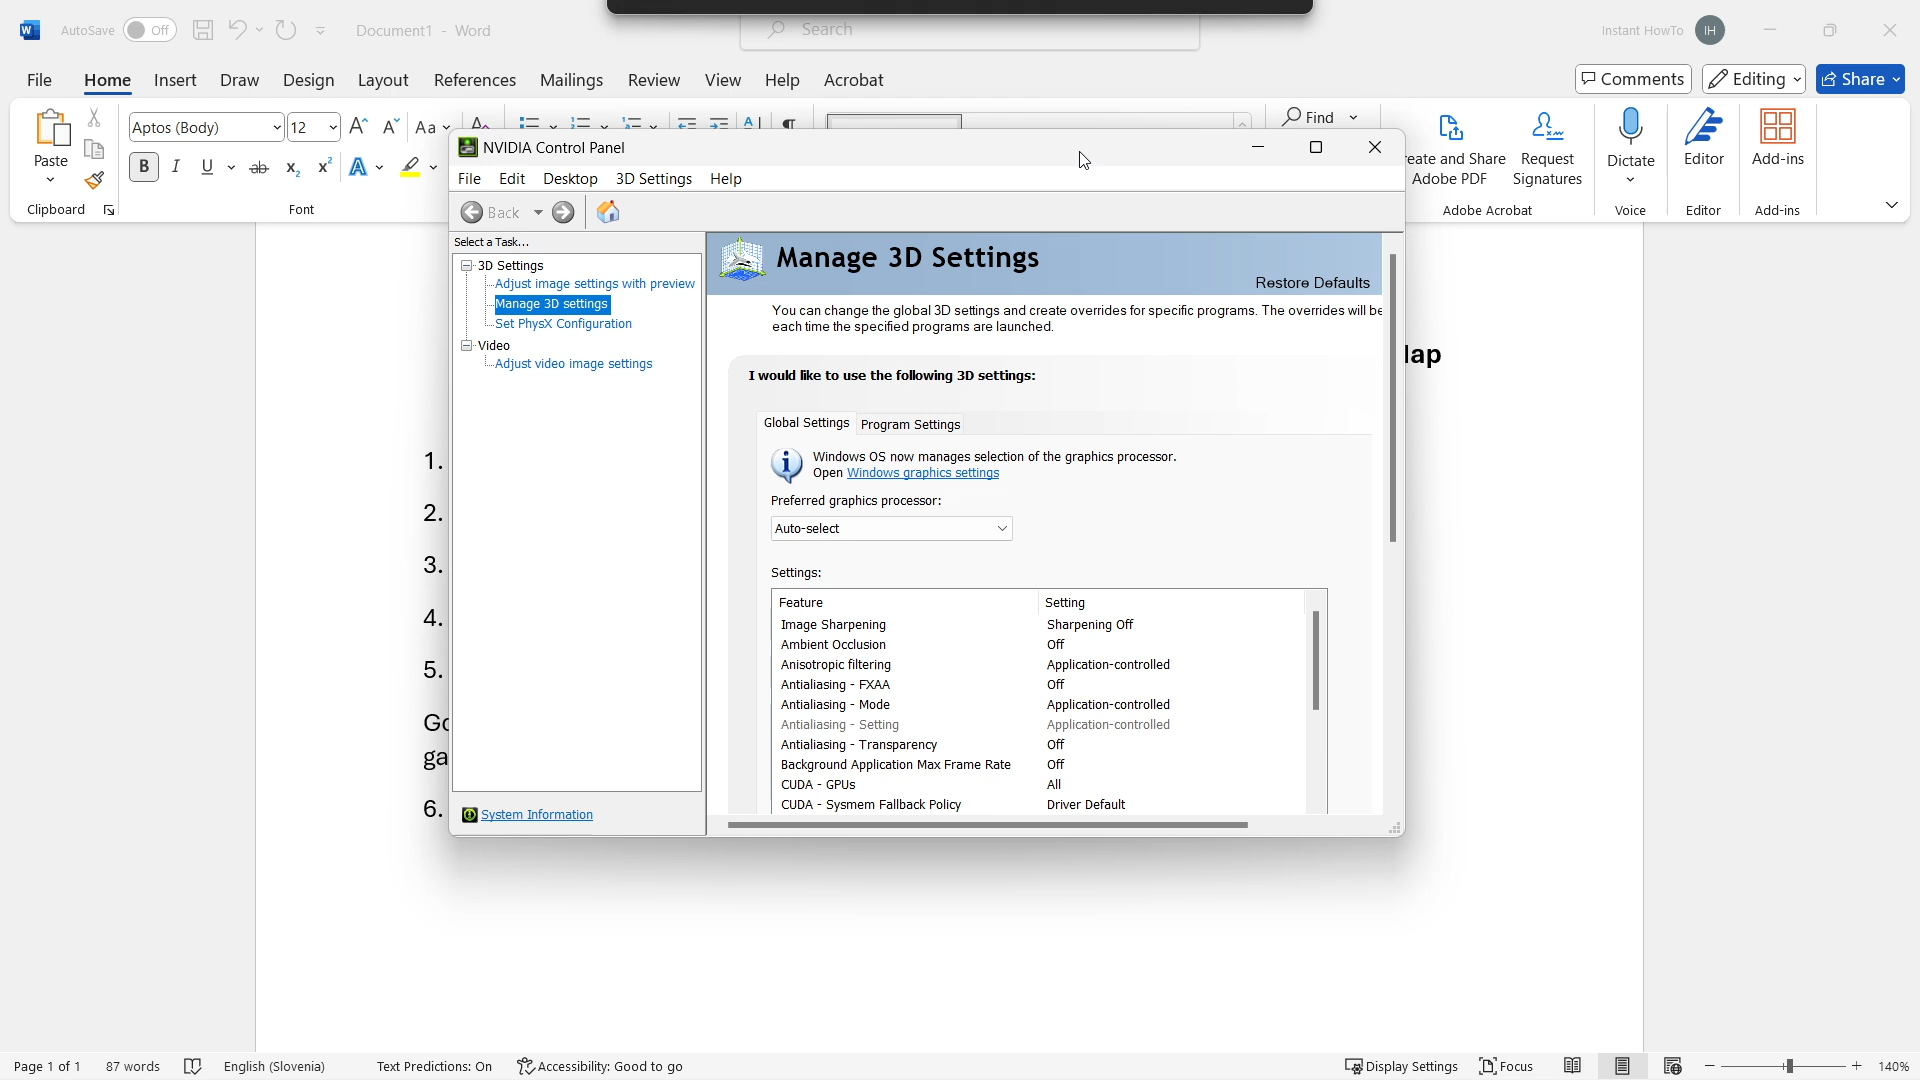 AutoSave Off Document1 - Word Search Instant HowTo IH
File Home Insert Draw Design Layout References Mailings Review View Help Acrobat Comments Editing Share
Paste
Clipboard
Aptos (Body) 12
Aa
B I U ab x₂ x² A
Font
Find
eate and Share
Adobe PDF
Request
Signatures
Adobe Acrobat
Dictate
Voice
Editor
Editor
Add-ins
Add-ins
NVIDIA Control Panel
File Edit Desktop 3D Settings Help
Back
Select a Task...
3D Settings
Adjust image settings with preview
Manage 3D settings
Set PhysX Configuration
Video
Adjust video image settings
System Information
Manage 3D Settings
Restore Defaults
You can change the global 3D settings and create overrides for specific programs. The overrides will be
each time the specified programs are launched.
I would like to use the following 3D settings:
Global Settings Program Settings
Windows OS now manages selection of the graphics processor.
Open Windows graphics settings
Preferred graphics processor:
Auto-select
Settings:
Feature Setting
Image Sharpening Sharpening Off
Ambient Occlusion Off
Anisotropic filtering Application-controlled
Antialiasing - FXAA Off
Antialiasing - Mode Application-controlled
Antialiasing - Setting Application-controlled
Antialiasing - Transparency Off
Background Application Max Frame Rate Off
CUDA - GPUs All
CUDA - Sysmem Fallback Policy Driver Default
lap
1.
2.
3.
4.
5.
Go
ga
6.
Page 1 of 1 87 words English (Slovenia) Text Predictions: On Accessibility: Good to go Display Settings Focus 140%